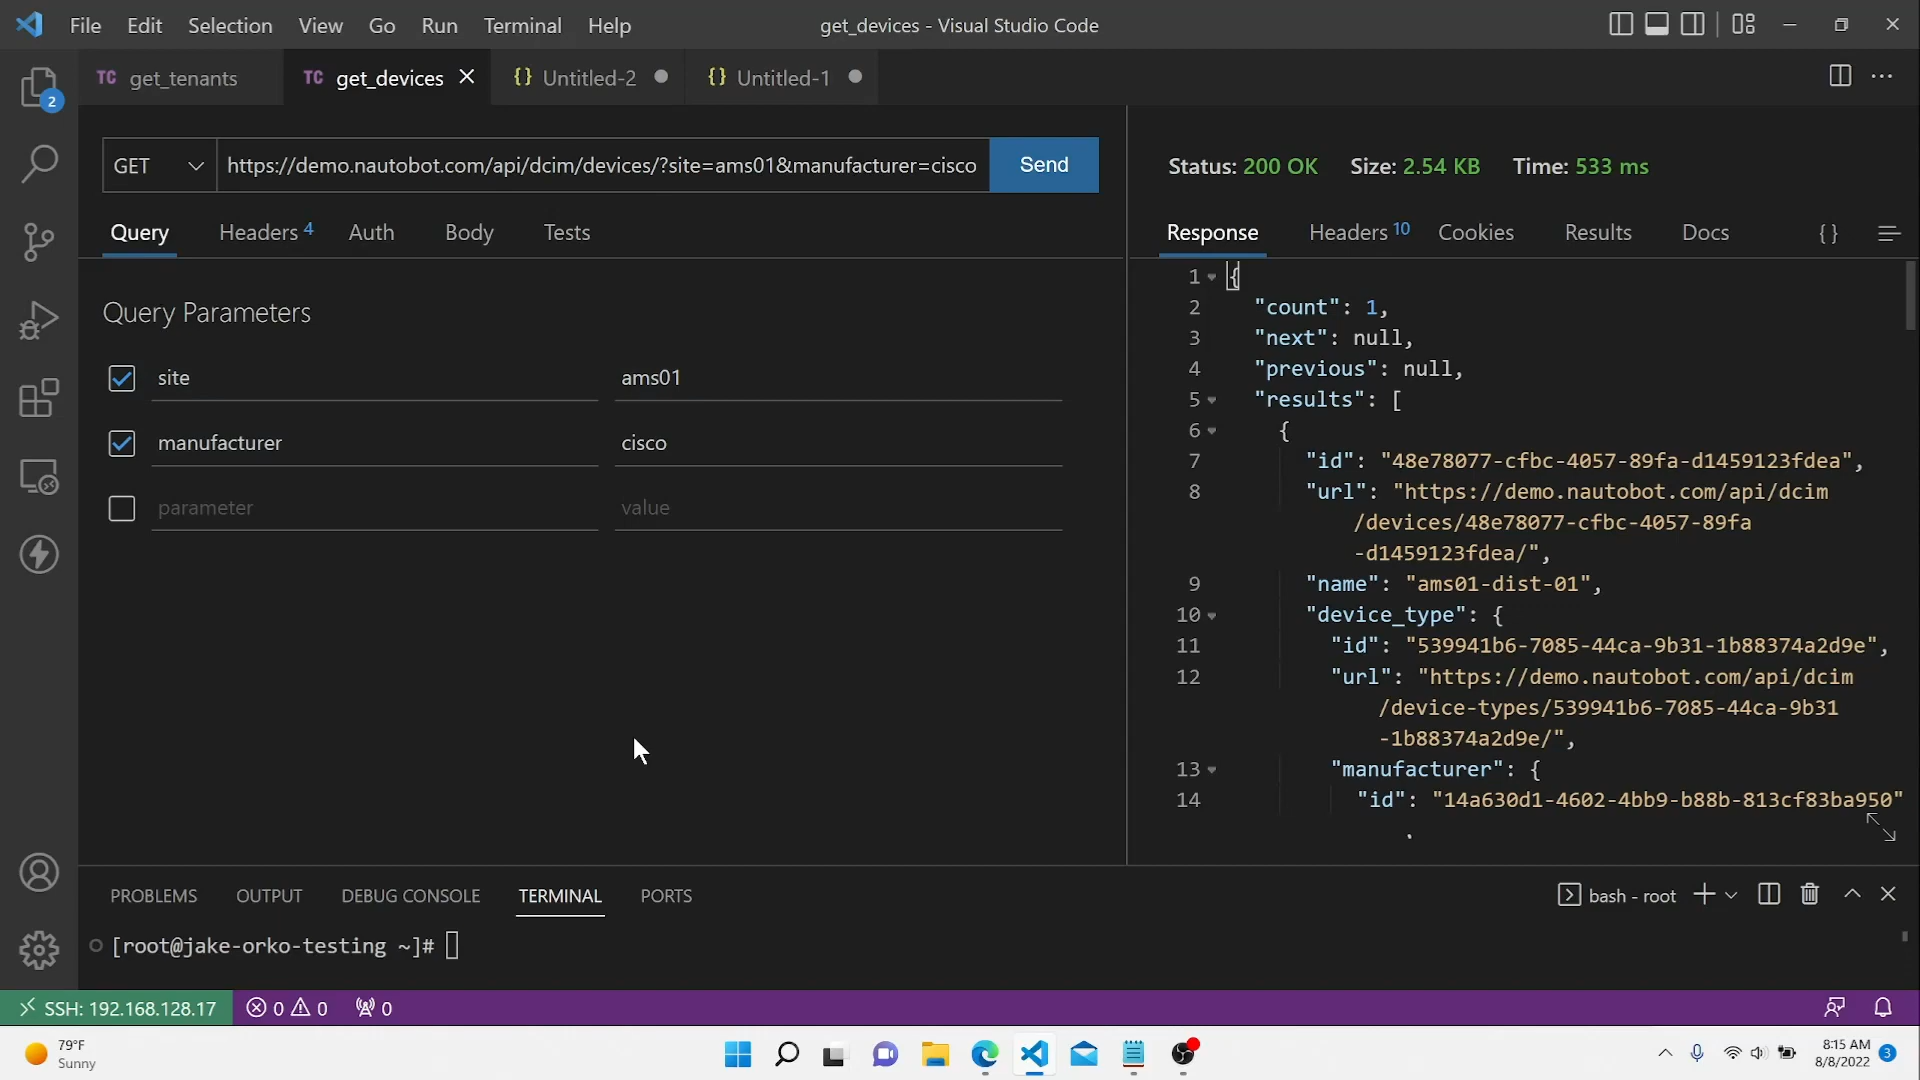 File Edit Selection View Go Run Terminal Help get_devices - Visual Studio Code
TC get_tenants TC get_devices {} Untitled-2 {} Untitled-1
2
GET https://demo.nautobot.com/api/dcim/devices/?site=ams01&manufacturer=cisco Send
Query Headers 4 Auth Body Tests
Query Parameters
site ams01
manufacturer cisco
parameter value
Status: 200 OK Size: 2.54 KB Time: 533 ms
Response Headers 10 Cookies Results Docs {}
1 {
2 "count": 1,
3 "next": null,
4 "previous": null,
5 "results": [
6 {
7 "id": "48e78077-cfbc-4057-89fa-d1459123fdea",
8 "url": "https://demo.nautobot.com/api/dcim
/devices/48e78077-cfbc-4057-89fa
-d1459123fdea/",
9 "name": "ams01-dist-01",
10 "device_type": {
11 "id": "539941b6-7085-44ca-9b31-1b88374a2d9e",
12 "url": "https://demo.nautobot.com/api/dcim
/device-types/539941b6-7085-44ca-9b31
-1b88374a2d9e/",
13 "manufacturer": {
14 "id": "14a630d1-4602-4bb9-b88b-813cf83ba950"
PROBLEMS OUTPUT DEBUG CONSOLE TERMINAL PORTS bash - root
[root@jake-orko-testing ~]#
SSH: 192.168.128.17 0 0 0
79°F
Sunny
8:15 AM
8/8/2022 3